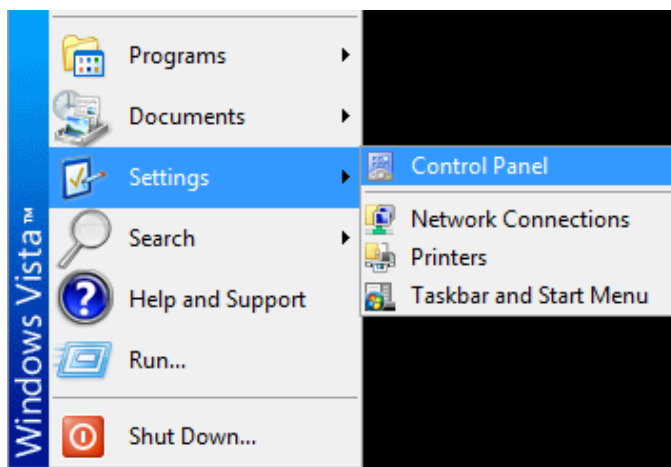 Windows Vista™
Programs
Documents
Settings
Search
Help and Support
Run...
Shut Down...
Control Panel
Network Connections
Printers
Taskbar and Start Menu